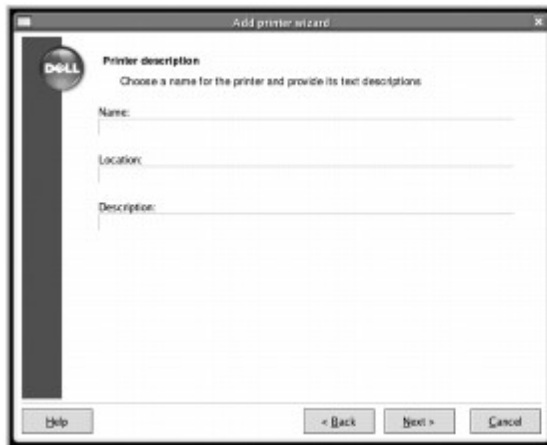 Add printer wizard
DELL
Printer description
Choose a name for the printer and provide its text descriptions
Name:
Location:
Description:
Help
< Back
Next >
Cancel